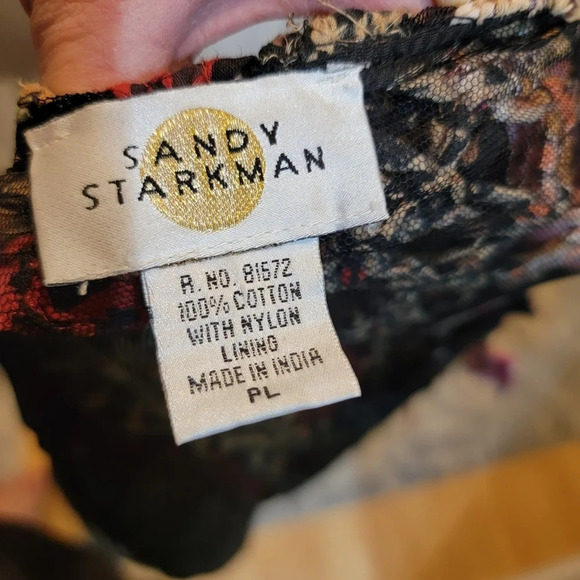 SANDY
STARKMAN
R. NO. 81572
100% COTTON
WITH NYLON
LINING
MADE IN INDIA
PL